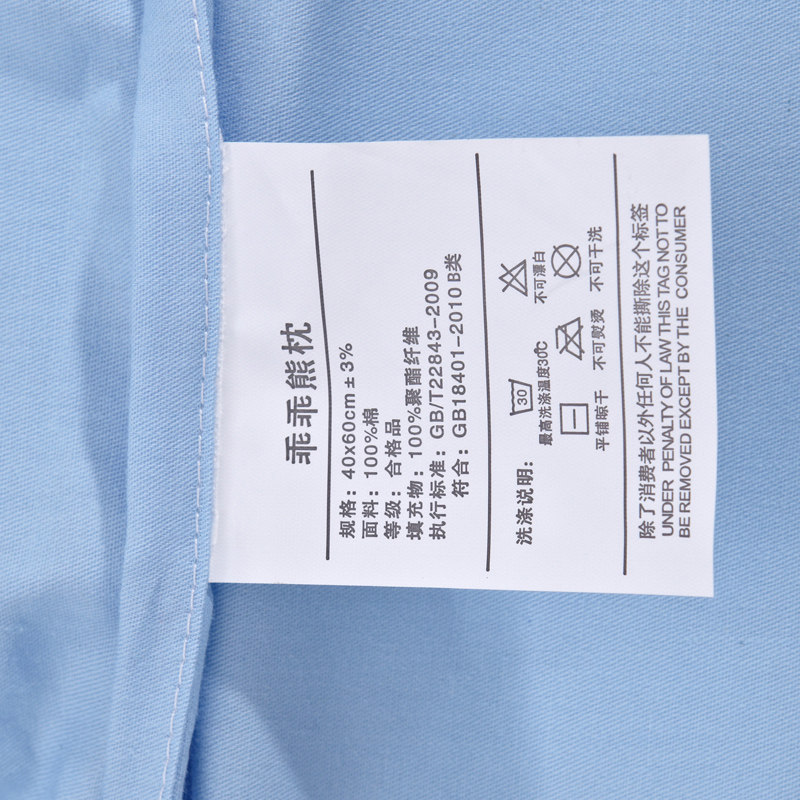 乖乖熊枕
规格：40x60cm±3%
面料：100%棉
等级：合格品
填充物：100%聚酯纤维
执行标准：GB/T22843-2009
符合：GB18401-2010 B类
洗涤说明：
30
最高洗涤温度30℃
不可漂白
平铺晾干
不可熨烫
不可干洗
除了消费者以外任何人不能撕除这个标签
UNDER PENALTY OF LAW THIS TAG NOT TO
BE REMOVED EXCEPT BY THE CONSUMER